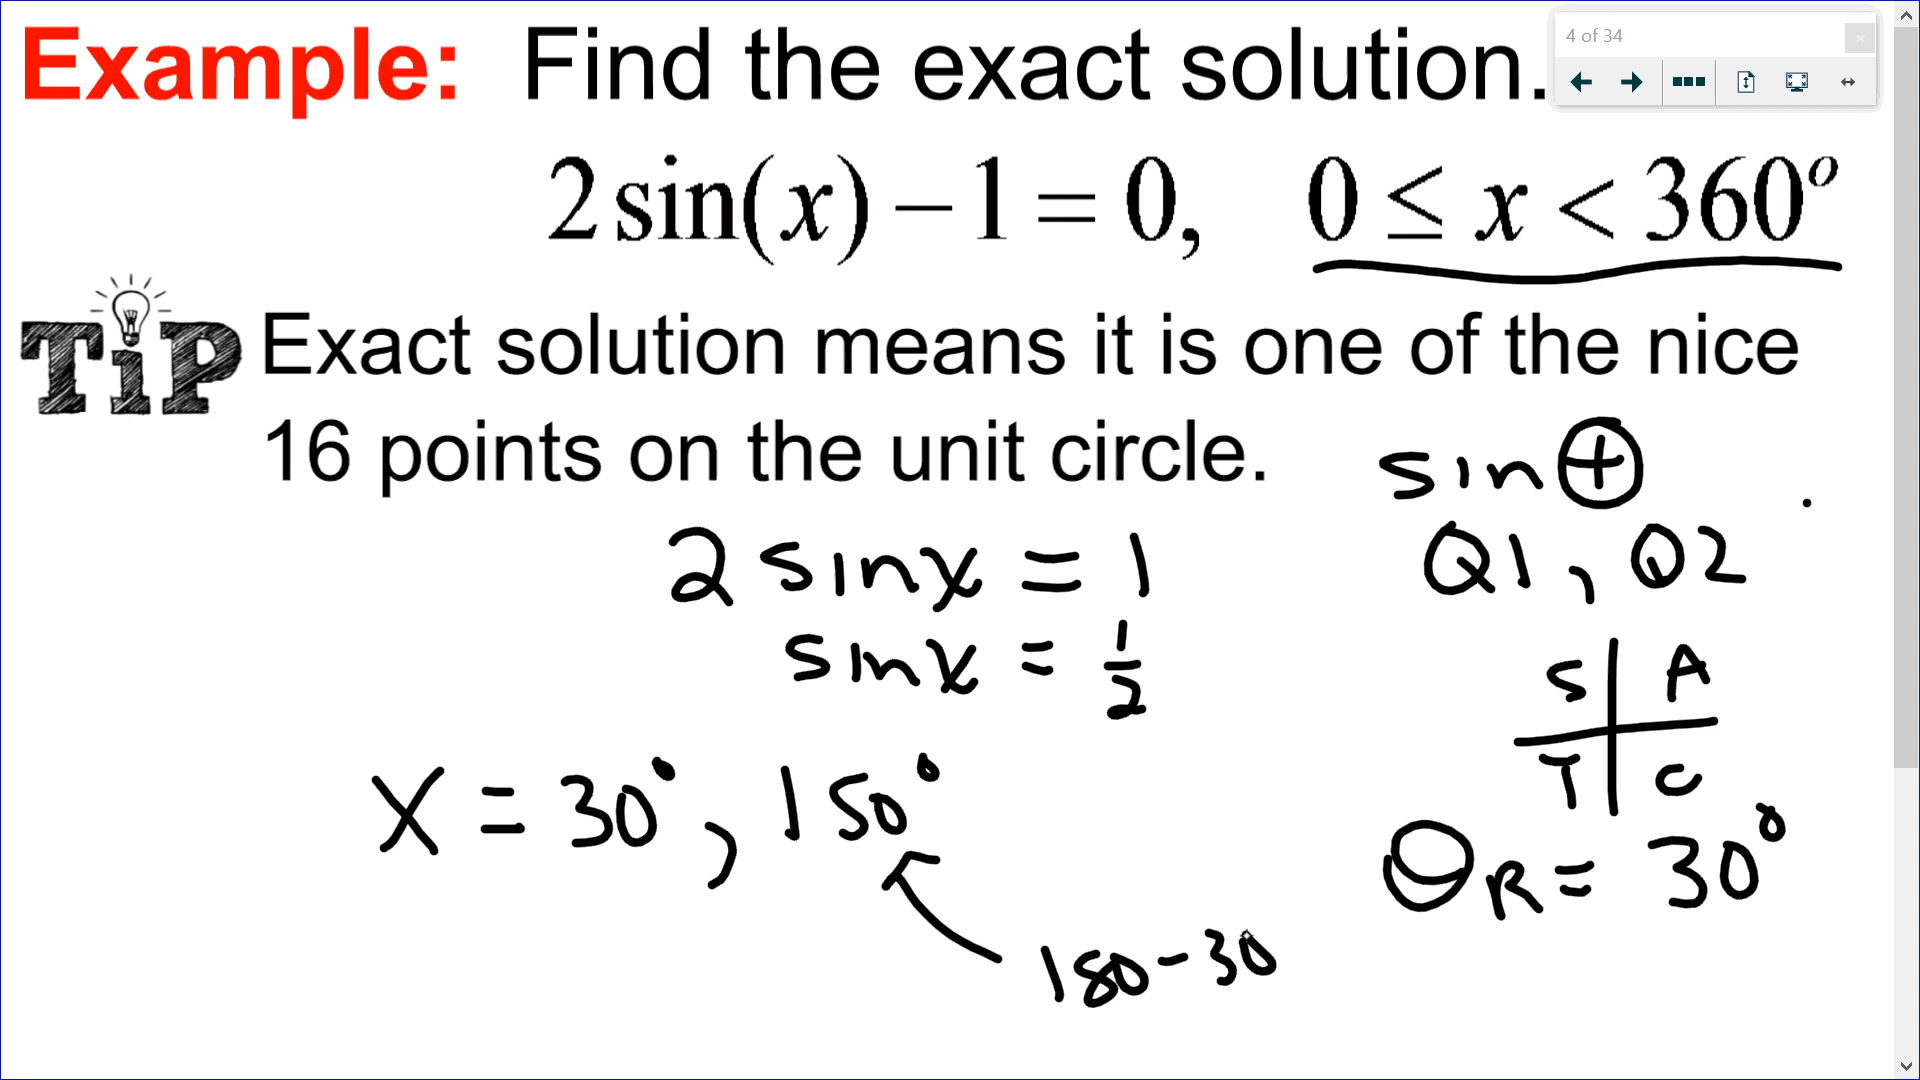 Example: Find the exact solution.
4 of 34
2 sin(x) − 1 = 0, 0 ≤ x < 360°
TiP Exact solution means it is one of the nice
16 points on the unit circle.
sin ⊕
Q1, Q2
2 sinx = 1
sinx = 1/2
S A
T C
x = 30°, 150°
θR = 30°
180 - 30